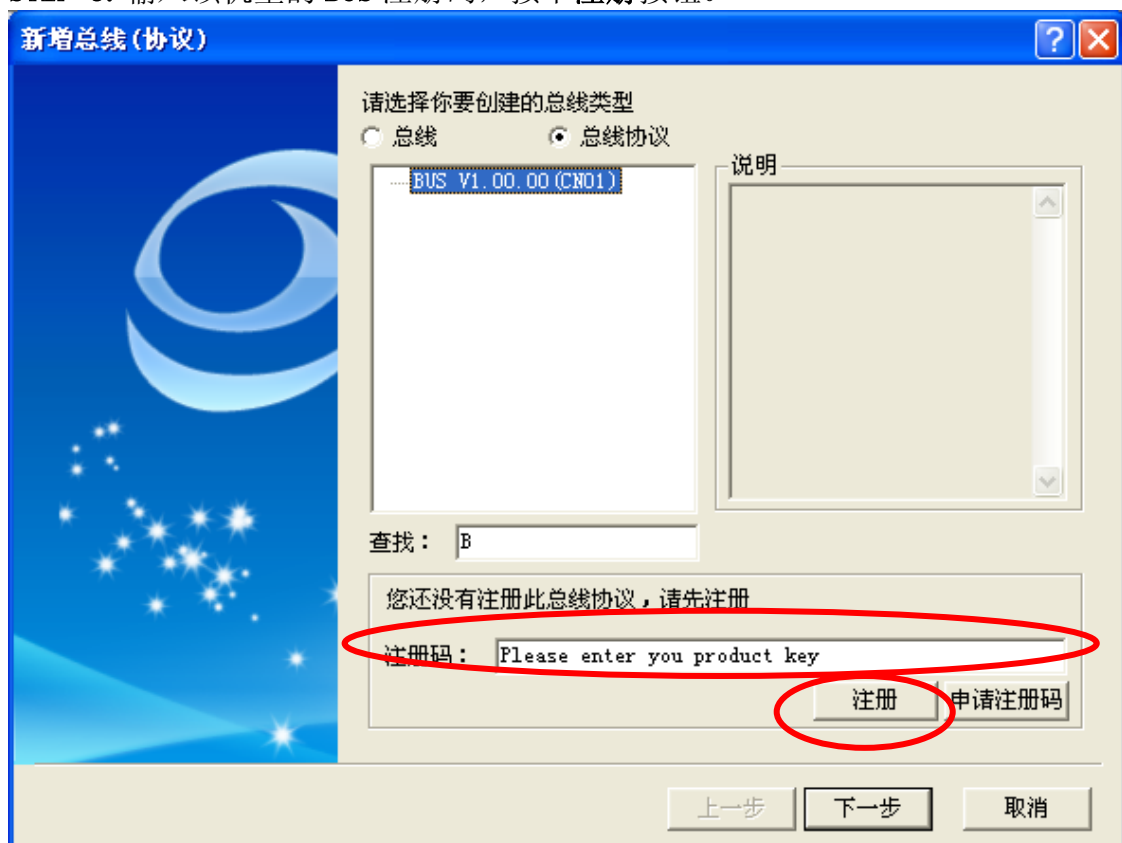 新增总线(协议)
请选择你要创建的总线类型
总线 总线协议
BUS V1.00.00(CN01)
说明
查找： B
您还没有注册此总线协议，请先注册
注册码： Please enter you product key
注册 申请注册码
上一步 下一步 取消